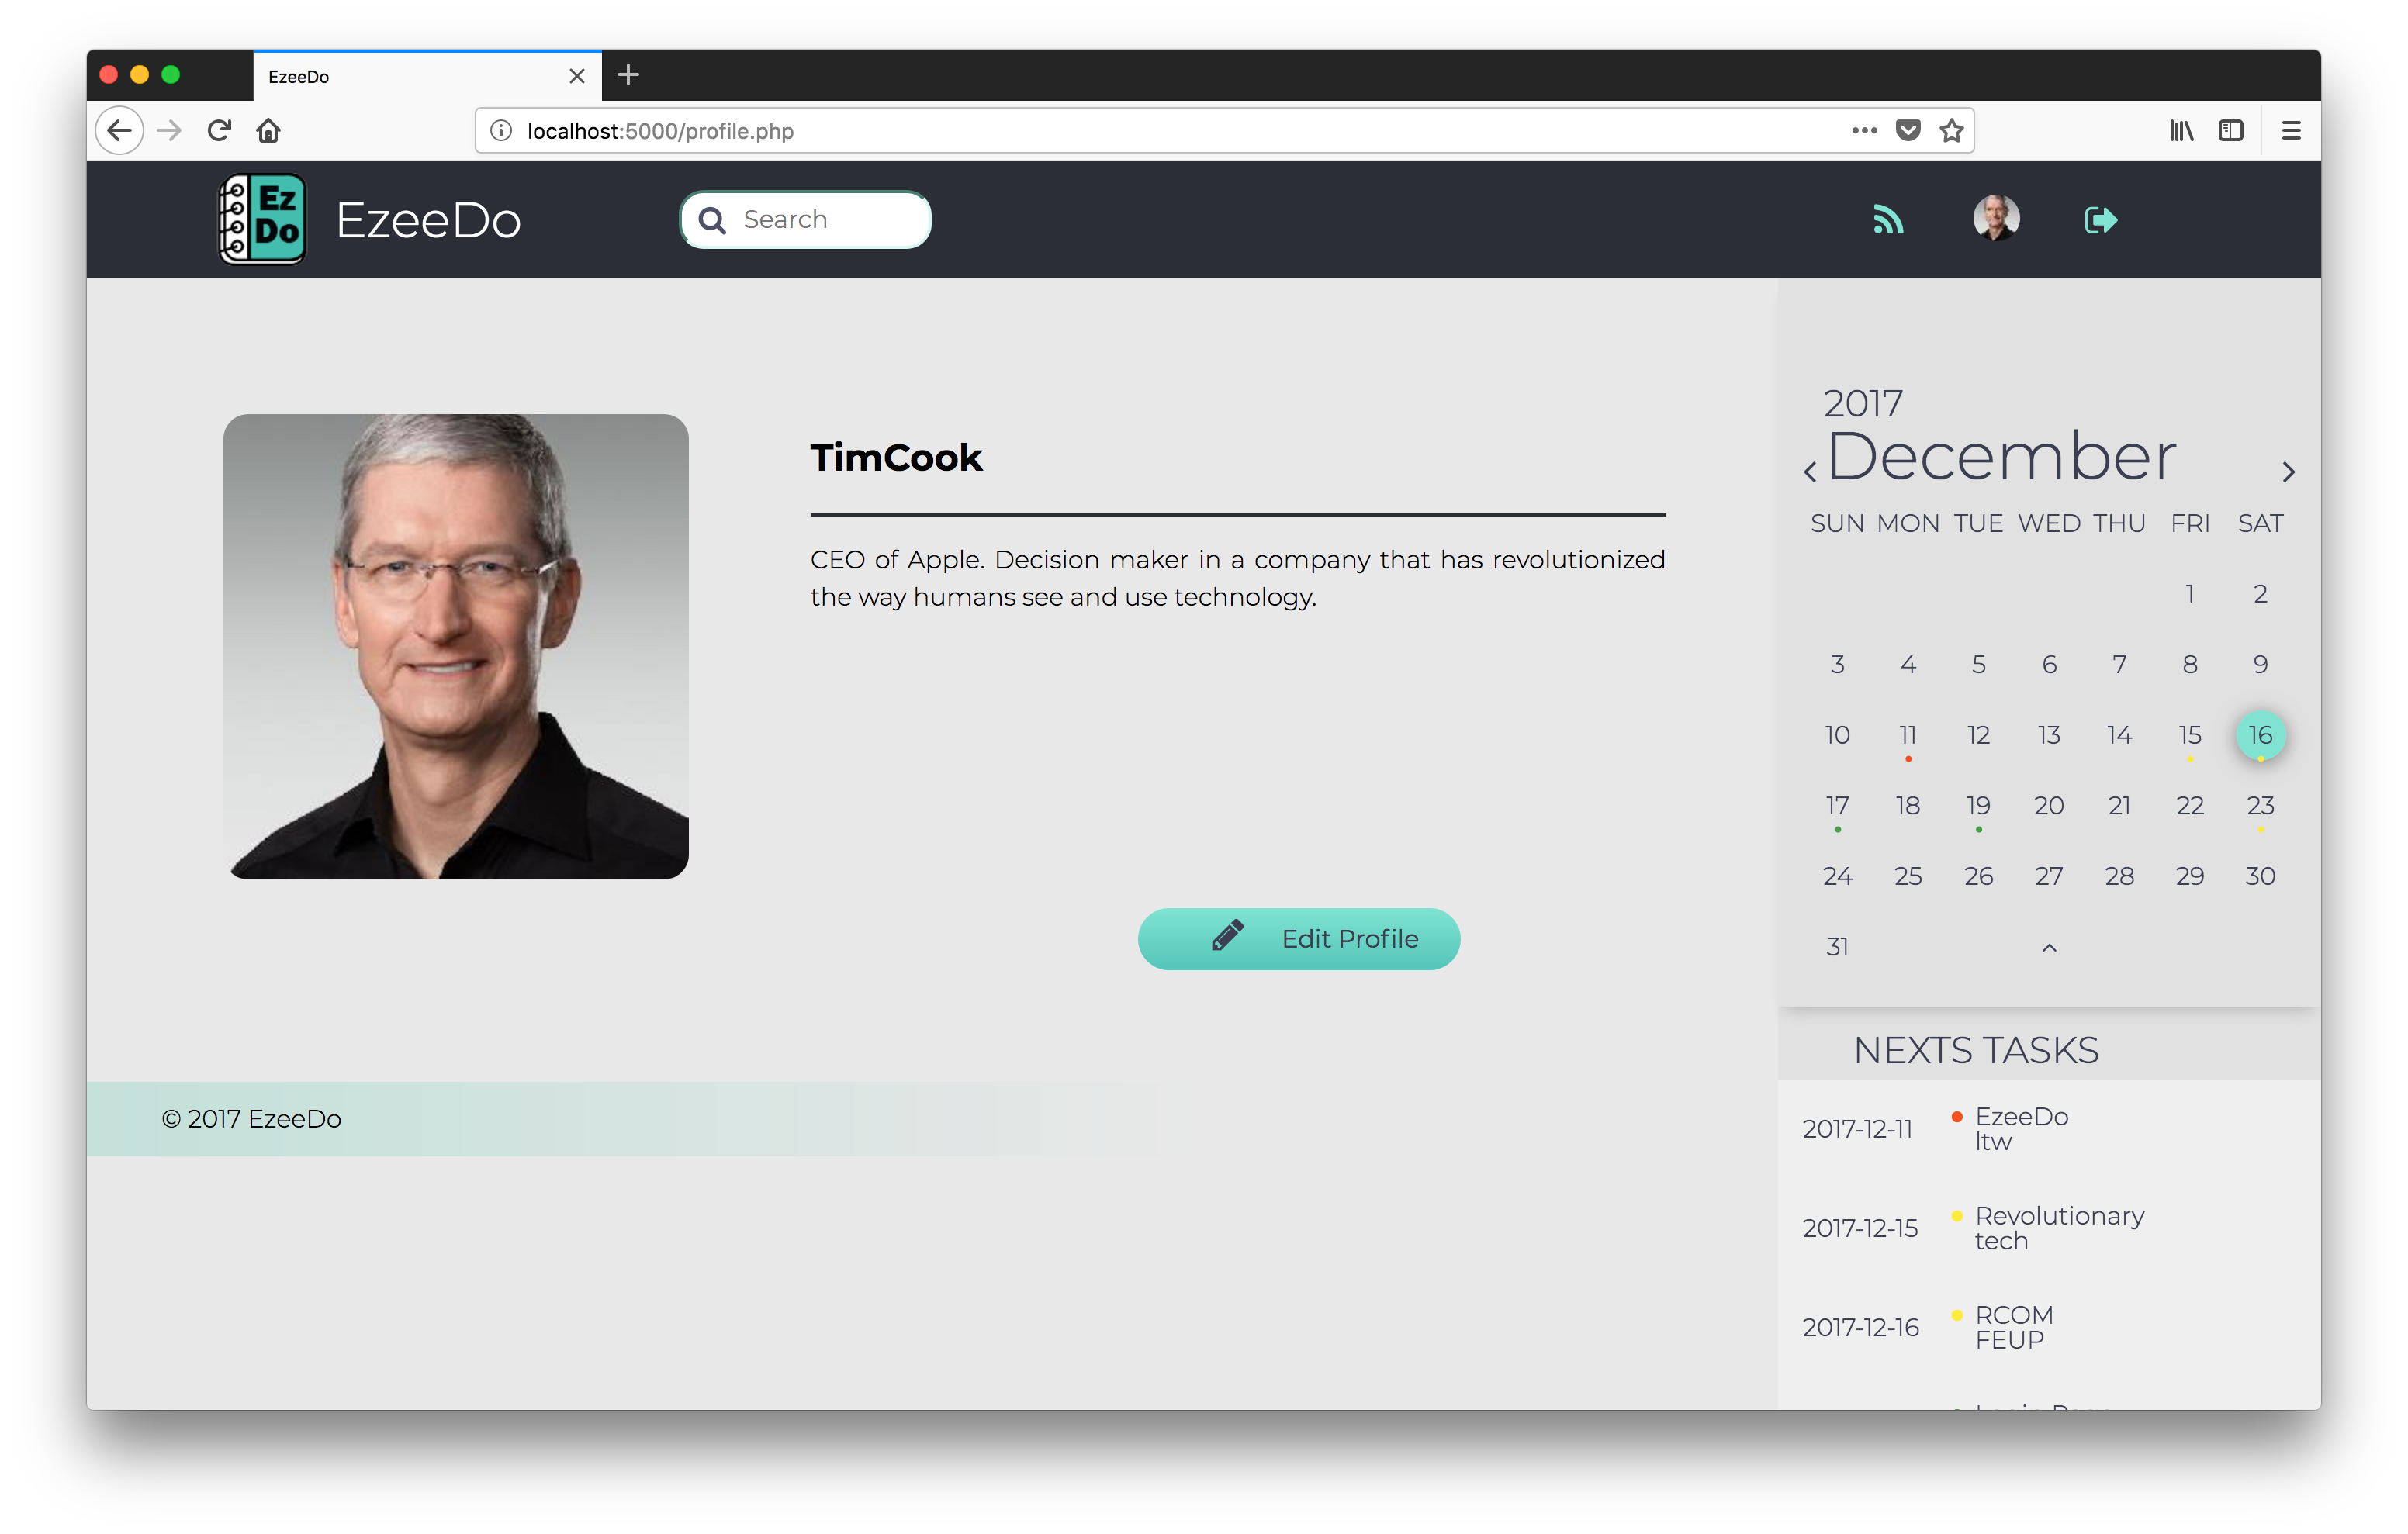 EzeeDo
localhost:5000/profile.php
Ez
Do
EzeeDo
Search
TimCook
CEO of Apple. Decision maker in a company that has revolutionized
the way humans see and use technology.
Edit Profile
© 2017 EzeeDo
2017
December
SUN MON TUE WED THU FRI SAT
1 2
3 4 5 6 7 8 9
10 11 12 13 14 15 16
17 18 19 20 21 22 23
24 25 26 27 28 29 30
31
NEXTS TASKS
2017-12-11
EzeeDo
ltw
2017-12-15
Revolutionary
tech
2017-12-16
RCOM
FEUP